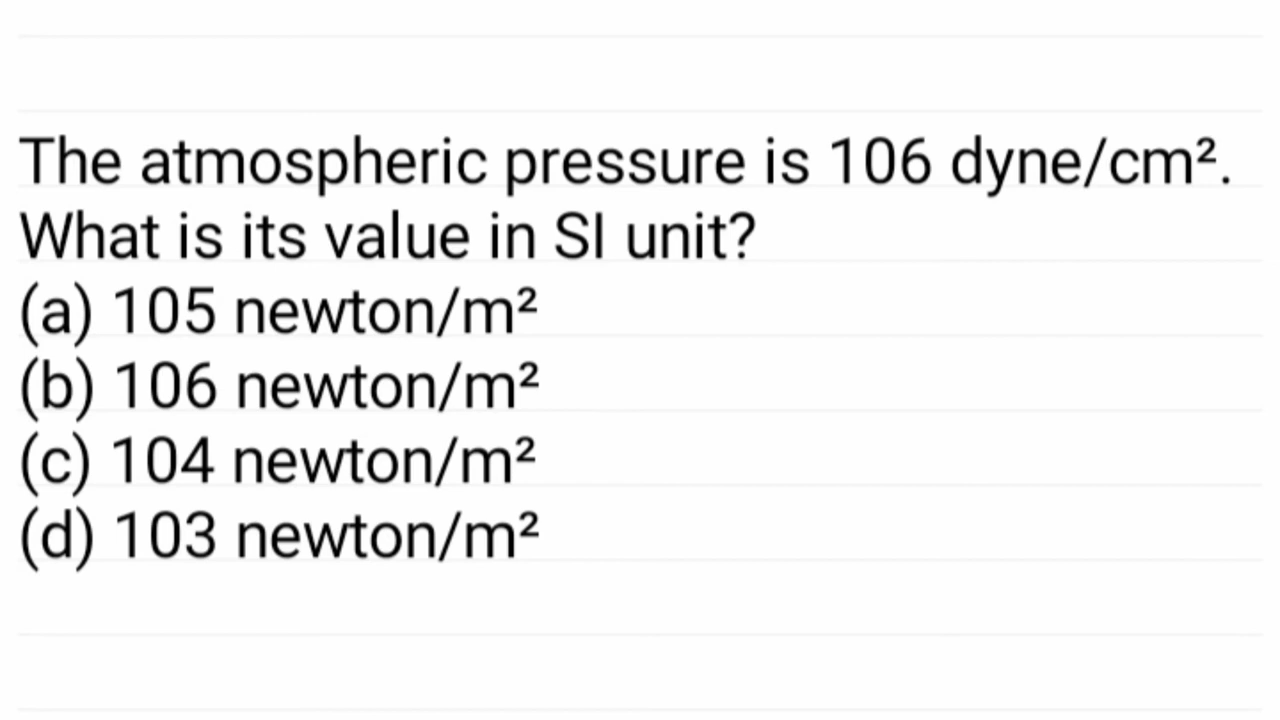 The atmospheric pressure is 106 dyne/cm².
What is its value in SI unit?
(a) 105 newton/m²
(b) 106 newton/m²
(c) 104 newton/m²
(d) 103 newton/m²